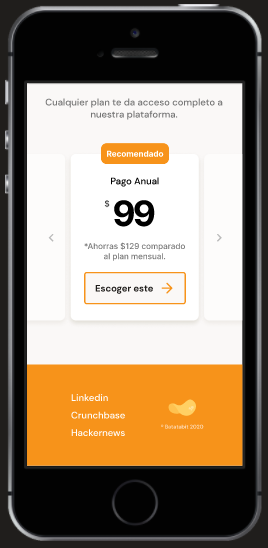 Cualquier plan te da acceso completo a
nuestra plataforma.
Recomendado
Pago Anual
$ 99
*Ahorras $129 comparado
al plan mensual.
Escoger este
Linkedin
Crunchbase
Hackernews
2020